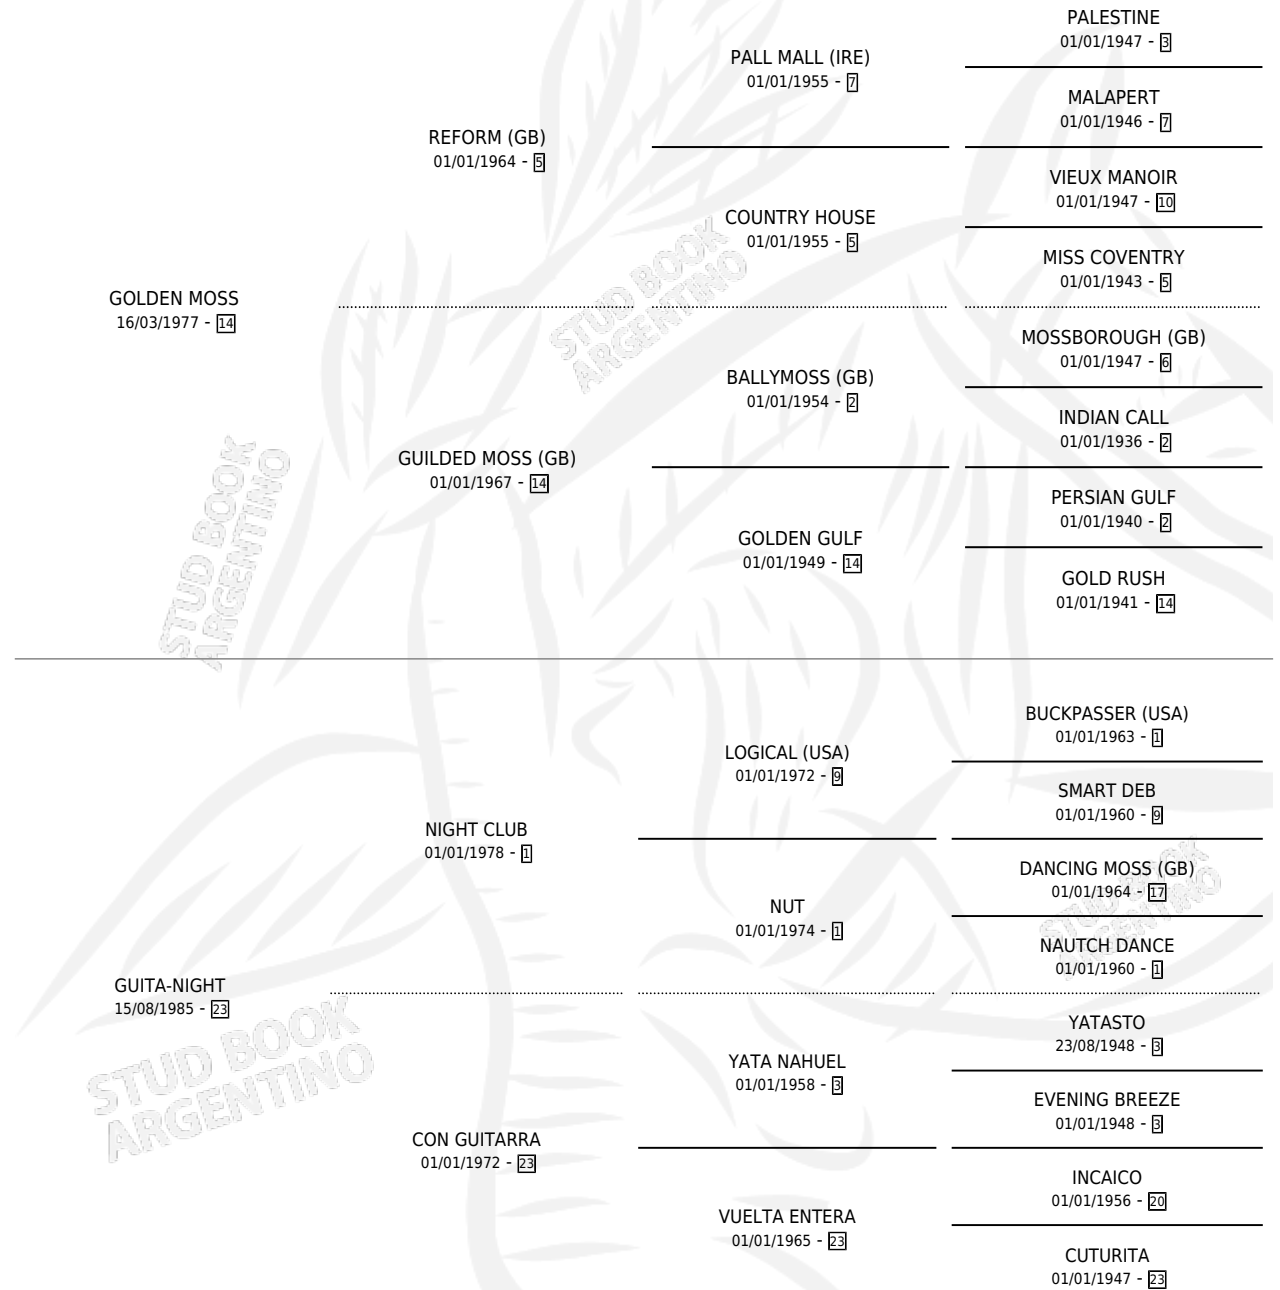 PALESTINE
01/01/1947 - 3
PALL MALL (IRE)
01/01/1955 - 7
MALAPERT
01/01/1946 - 7
REFORM (GB)
01/01/1964 - 5
VIEUX MANOIR
01/01/1947 - 10
COUNTRY HOUSE
01/01/1955 - 5
MISS COVENTRY
01/01/1943 - 5
GOLDEN MOSS
16/03/1977 - 14
MOSSBOROUGH (GB)
01/01/1947 - 6
BALLYMOSS (GB)
01/01/1954 - 2
INDIAN CALL
01/01/1936 - 2
GUILDED MOSS (GB)
01/01/1967 - 14
PERSIAN GULF
01/01/1940 - 2
GOLDEN GULF
01/01/1949 - 14
GOLD RUSH
01/01/1941 - 14
BUCKPASSER (USA)
01/01/1963 - 1
LOGICAL (USA)
01/01/1972 - 9
SMART DEB
01/01/1960 - 9
NIGHT CLUB
01/01/1978 - 1
DANCING MOSS (GB)
01/01/1964 - 17
NUT
01/01/1974 - 1
NAUTCH DANCE
01/01/1960 - 1
GUITA-NIGHT
15/08/1985 - 23
YATASTO
23/08/1948 - 3
YATA NAHUEL
01/01/1958 - 3
EVENING BREEZE
01/01/1948 - 3
CON GUITARRA
01/01/1972 - 23
INCAICO
01/01/1956 - 20
VUELTA ENTERA
01/01/1965 - 23
CUTURITA
01/01/1947 - 23
STUD BOOK
ARGENTINO
STUD BOOK
ARGENTINO
STUD BOOK
ARGENTINO
STUD BOOK
ARGENTINO